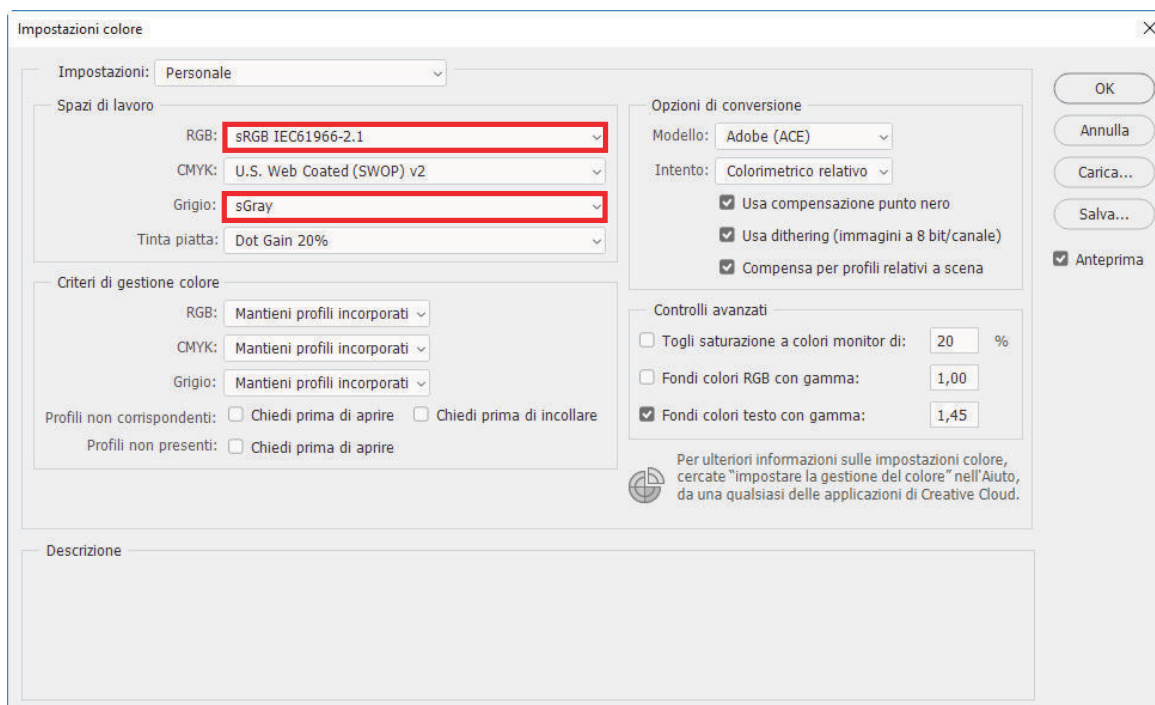 Impostazioni colore
Impostazioni: Personale
Spazi di lavoro
RGB: sRGB IEC61966-2.1
CMYK: U.S. Web Coated (SWOP) v2
Grigio: sGray
Tinta piatta: Dot Gain 20%
Criteri di gestione colore
RGB: Mantieni profili incorporati
CMYK: Mantieni profili incorporati
Grigio: Mantieni profili incorporati
Profili non corrispondenti: Chiedi prima di aprire Chiedi prima di incollare
Profili non presenti: Chiedi prima di aprire
Opzioni di conversione
Modello: Adobe (ACE)
Intento: Colorimetrico relativo
Usa compensazione punto nero
Usa dithering (immagini a 8 bit/canale)
Compensa per profili relativi a scena
Controlli avanzati
Togli saturazione a colori monitor di: 20 %
Fondi colori RGB con gamma: 1,00
Fondi colori testo con gamma: 1,45
Per ulteriori informazioni sulle impostazioni colore,
cercate “impostare la gestione del colore” nell'Aiuto,
da una qualsiasi delle applicazioni di Creative Cloud.
OK
Annulla
Carica...
Salva...
Anteprima
Descrizione